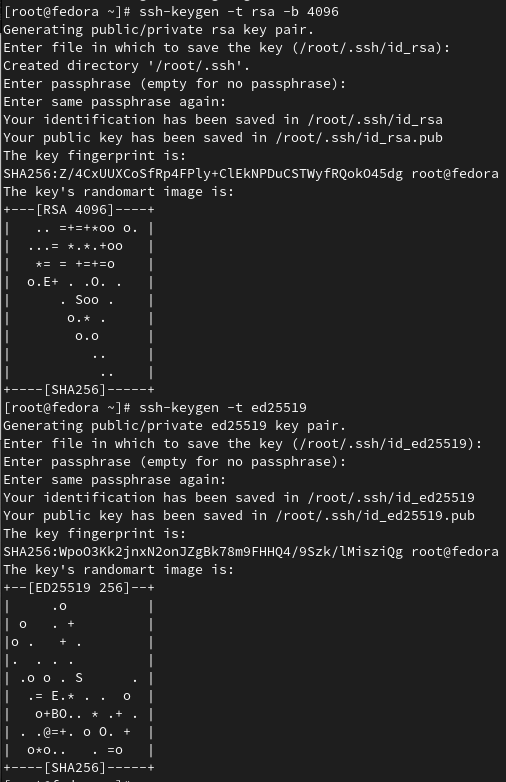 [root@fedora ~]# ssh-keygen -t rsa -b 4096
Generating public/private rsa key pair.
Enter file in which to save the key (/root/.ssh/id_rsa):
Created directory '/root/.ssh'.
Enter passphrase (empty for no passphrase):
Enter same passphrase again:
Your identification has been saved in /root/.ssh/id_rsa
Your public key has been saved in /root/.ssh/id_rsa.pub
The key fingerprint is:
SHA256:Z/4CxUUXCoSfRp4FPly+ClEkNPDuCSTWyfRQokO45dg root@fedora
The key's randomart image is:
+---[RSA 4096]----+
|   .. =+=+*oo o. |
|  ...= *.*.+oo   |
|   *= = +=+=o    |
|  o.E+ . .O. .   |
|      . Soo .    |
|       o.* .     |
|        o.o      |
|          ..     |
|           ..    |
+----[SHA256]-----+
[root@fedora ~]# ssh-keygen -t ed25519
Generating public/private ed25519 key pair.
Enter file in which to save the key (/root/.ssh/id_ed25519):
Enter passphrase (empty for no passphrase):
Enter same passphrase again:
Your identification has been saved in /root/.ssh/id_ed25519
Your public key has been saved in /root/.ssh/id_ed25519.pub
The key fingerprint is:
SHA256:WpoO3Kk2jnxN2onJZgBk78m9FHHQ4/9Szk/lMisziQg root@fedora
The key's randomart image is:
+--[ED25519 256]--+
|     .o          |
| o   . +         |
|o .   + .        |
|.  . . .         |
| .o o . S      . |
|  .= E.* . .  o  |
|   o+BO.. * .+ . |
| . .@=+. o O. +  |
|  o*o..   . =o   |
+----[SHA256]-----+